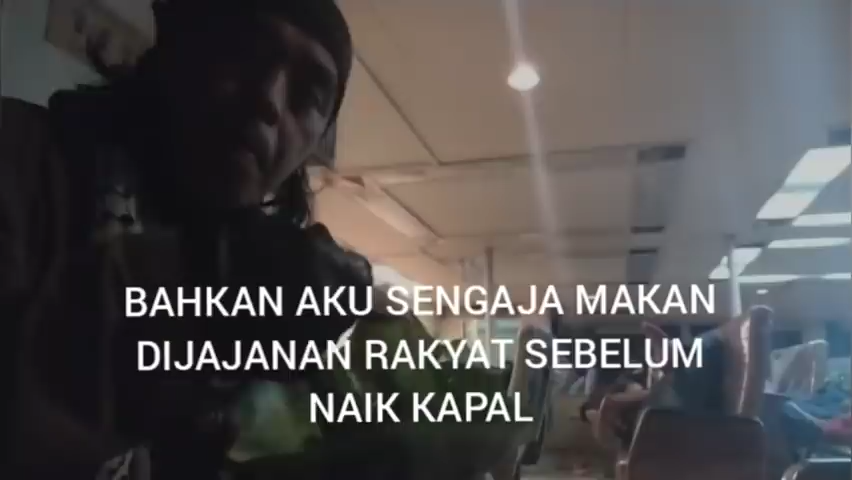 BAHKAN AKU SENGAJA MAKAN
DIJAJANAN RAKYAT SEBELUM
NAIK KAPAL